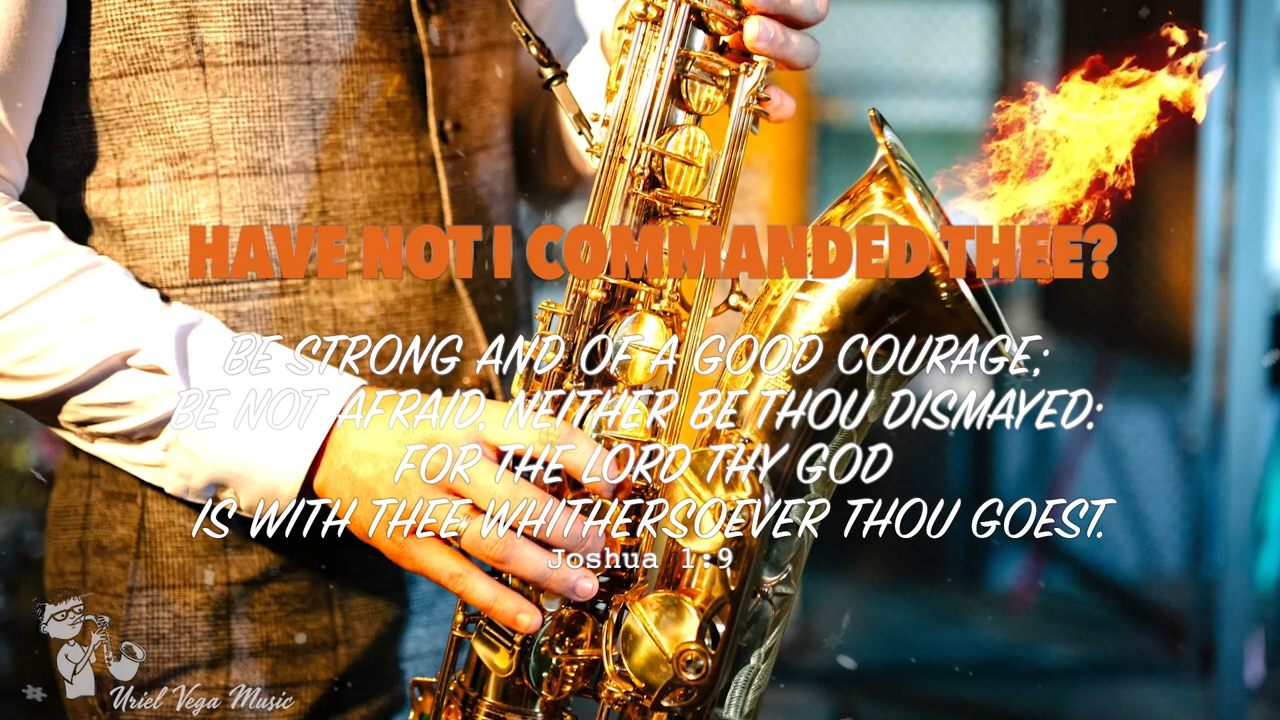 HAVE NOT I COMMANDED THEE?
BE STRONG AND OF A GOOD COURAGE;
BE NOT AFRAID, NEITHER BE THOU DISMAYED:
FOR THE LORD THY GOD
IS WITH THEE WHITHERSOEVER THOU GOEST.
Joshua 1:9
Uriel Vega Music